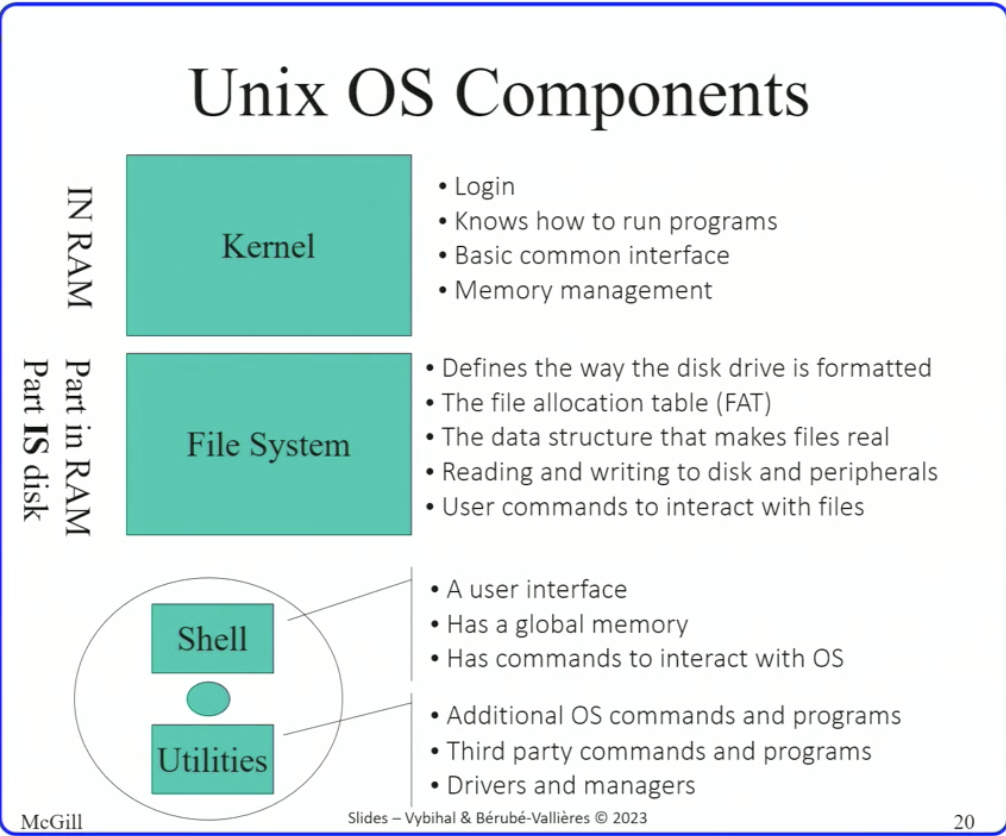 Unix OS Components
IN RAM
Kernel
• Login
• Knows how to run programs
• Basic common interface
• Memory management
Part in RAM
Part IS disk
File System
• Defines the way the disk drive is formatted
• The file allocation table (FAT)
• The data structure that makes files real
• Reading and writing to disk and peripherals
• User commands to interact with files
Shell
• A user interface
• Has a global memory
• Has commands to interact with OS
Utilities
• Additional OS commands and programs
• Third party commands and programs
• Drivers and managers
McGill
Slides – Vybihal & Bérubé-Vallières © 2023
20